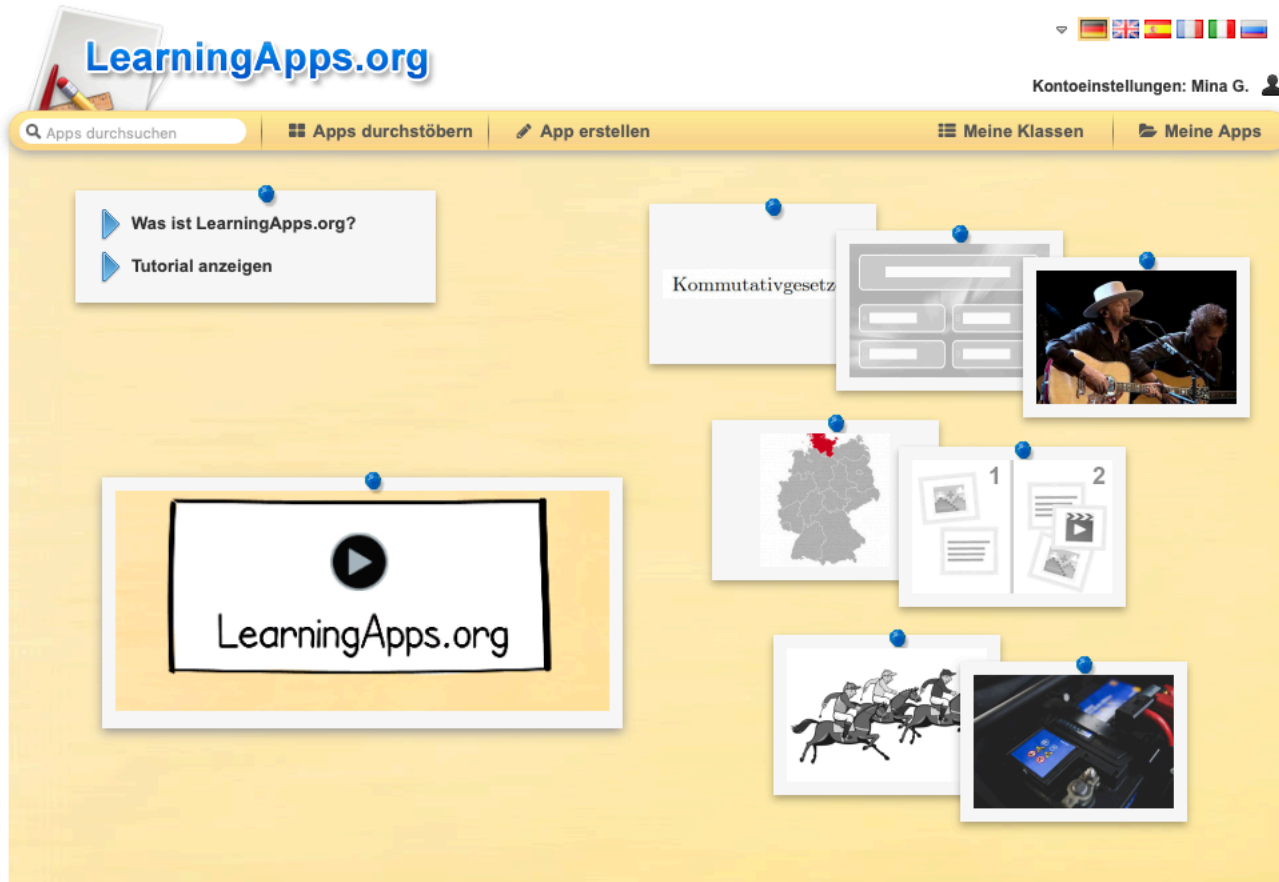 LearningApps.org
Kontoeinstellungen: Mina G.
Apps durchsuchen
Apps durchstöbern
App erstellen
Meine Klassen
Meine Apps
Was ist LearningApps.org?
Tutorial anzeigen
Kommutativgesetz
1
2
LearningApps.org